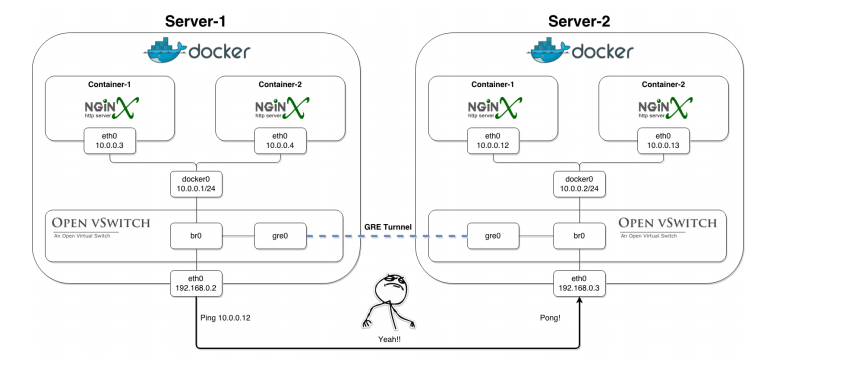 Server-1
Server-2
docker
docker
Container-1
Container-2
Container-1
Container-2
NGiNX
http server
NGiNX
http server
NGiNX
http server
NGiNX
http server
eth0
10.0.0.3
eth0
10.0.0.4
eth0
10.0.0.12
eth0
10.0.0.13
docker0
10.0.0.1/24
docker0
10.0.0.2/24
OPEN VSWITCH
An Open Virtual Switch
br0
gre0
GRE Turnnel
gre0
br0
OPEN VSWITCH
An Open Virtual Switch
eth0
192.168.0.2
eth0
192.168.0.3
Ping 10.0.0.12
Pong!
Yeah!!